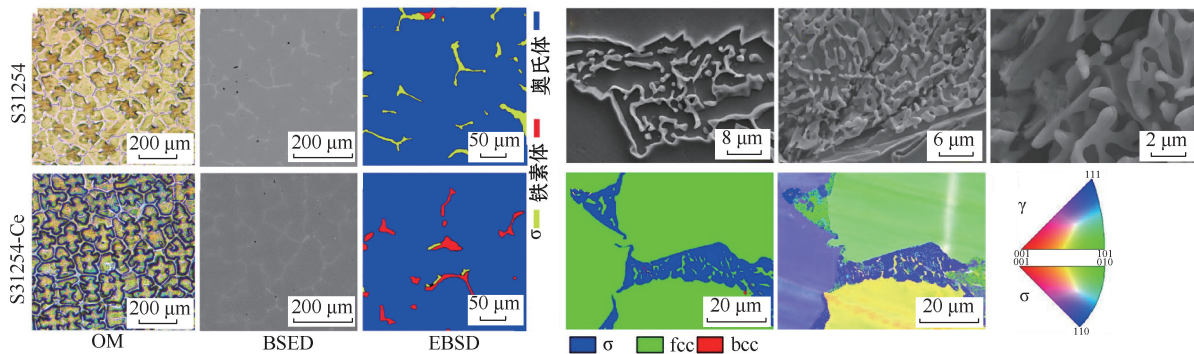 S31254
200 μm
200 μm
50 μm
σ 铁素体 奥氏体
8 μm
6 μm
2 μm
S31254-Ce
200 μm
200 μm
50 μm
20 μm
20 μm
111
γ
001
101
001
010
σ
110
OM
BSED
EBSD
σ
fcc
bcc